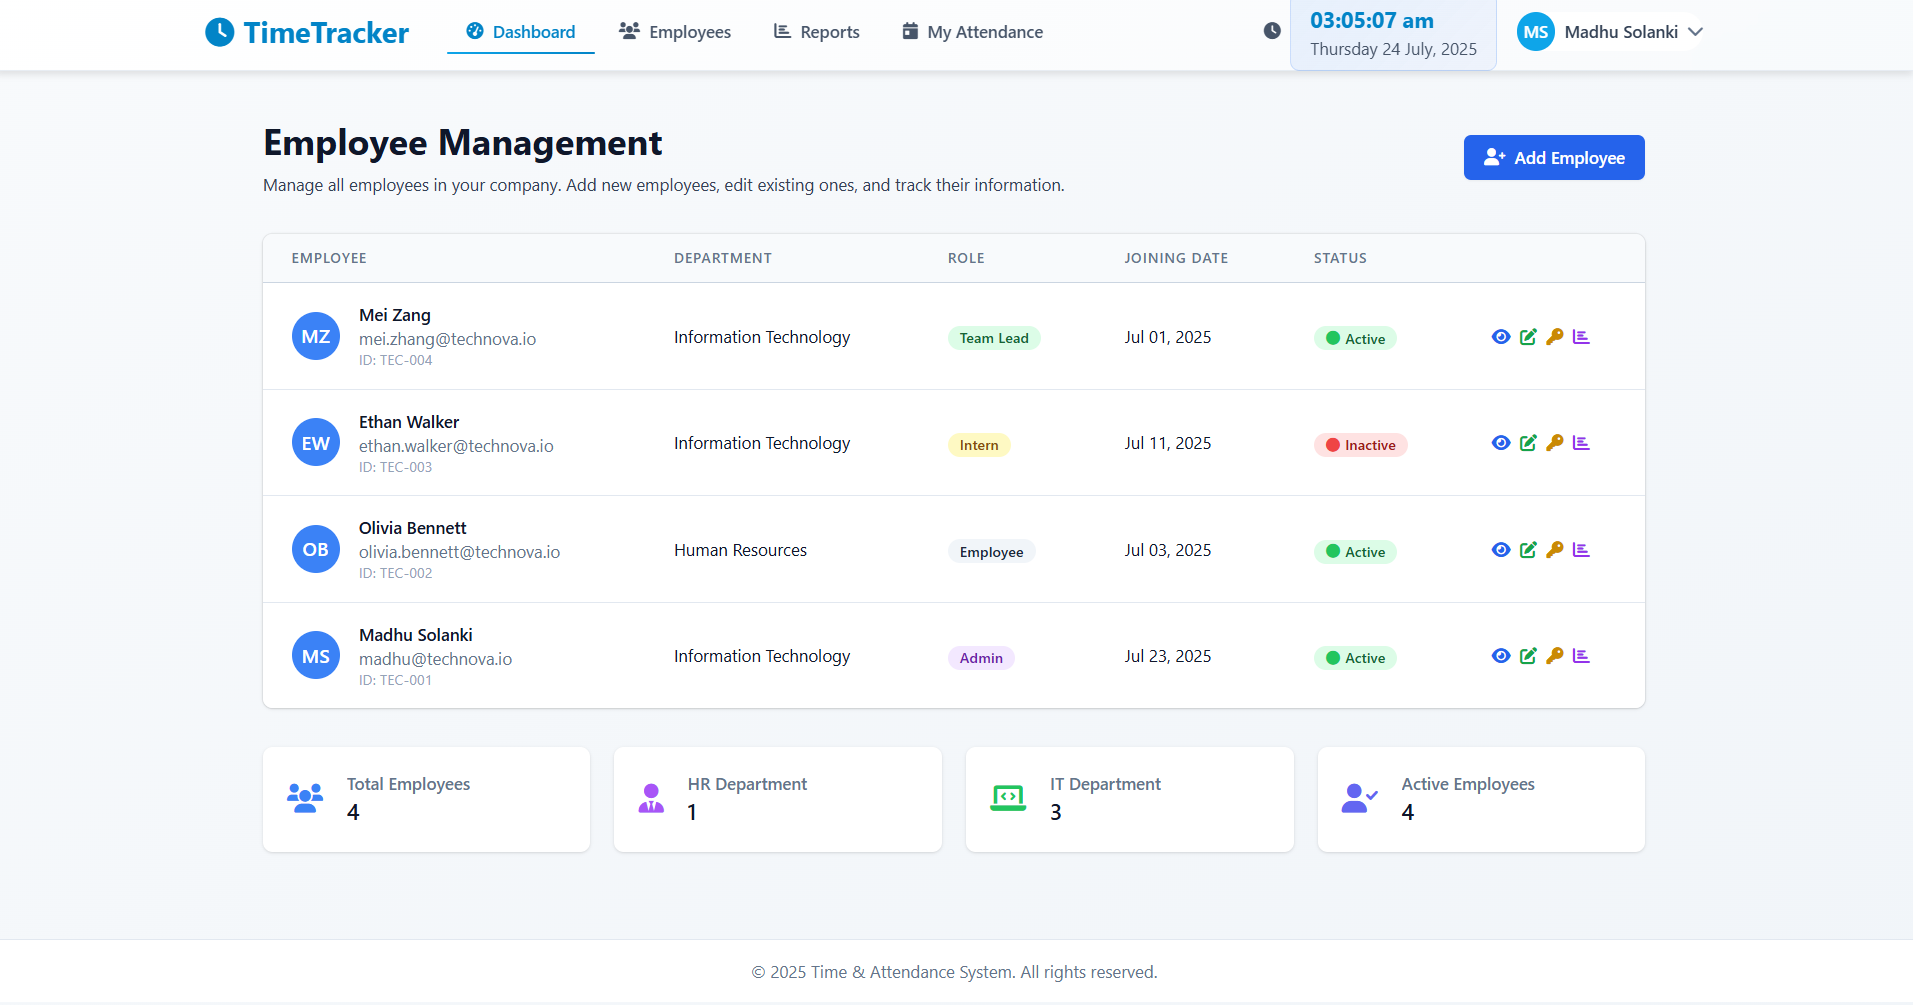 TimeTracker
Dashboard
Employees
Reports
My Attendance
03:05:07 am
Thursday 24 July, 2025
MS
Madhu Solanki
Employee Management
Manage all employees in your company. Add new employees, edit existing ones, and track their information.
Add Employee
EMPLOYEE DEPARTMENT ROLE JOINING DATE STATUS
MZ
Mei Zang
mei.zhang@technova.io
ID: TEC-004
Information Technology
Team Lead
Jul 01, 2025
Active
EW
Ethan Walker
ethan.walker@technova.io
ID: TEC-003
Information Technology
Intern
Jul 11, 2025
Inactive
OB
Olivia Bennett
olivia.bennett@technova.io
ID: TEC-002
Human Resources
Employee
Jul 03, 2025
Active
MS
Madhu Solanki
madhu@technova.io
ID: TEC-001
Information Technology
Admin
Jul 23, 2025
Active
Total Employees
4
HR Department
1
IT Department
3
Active Employees
4
© 2025 Time & Attendance System. All rights reserved.